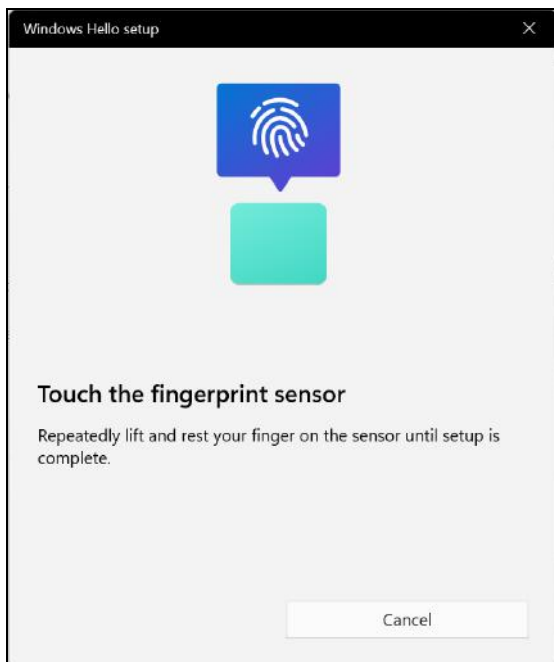 Windows Hello setup
Touch the fingerprint sensor
Repeatedly lift and rest your finger on the sensor until setup is
complete.
Cancel